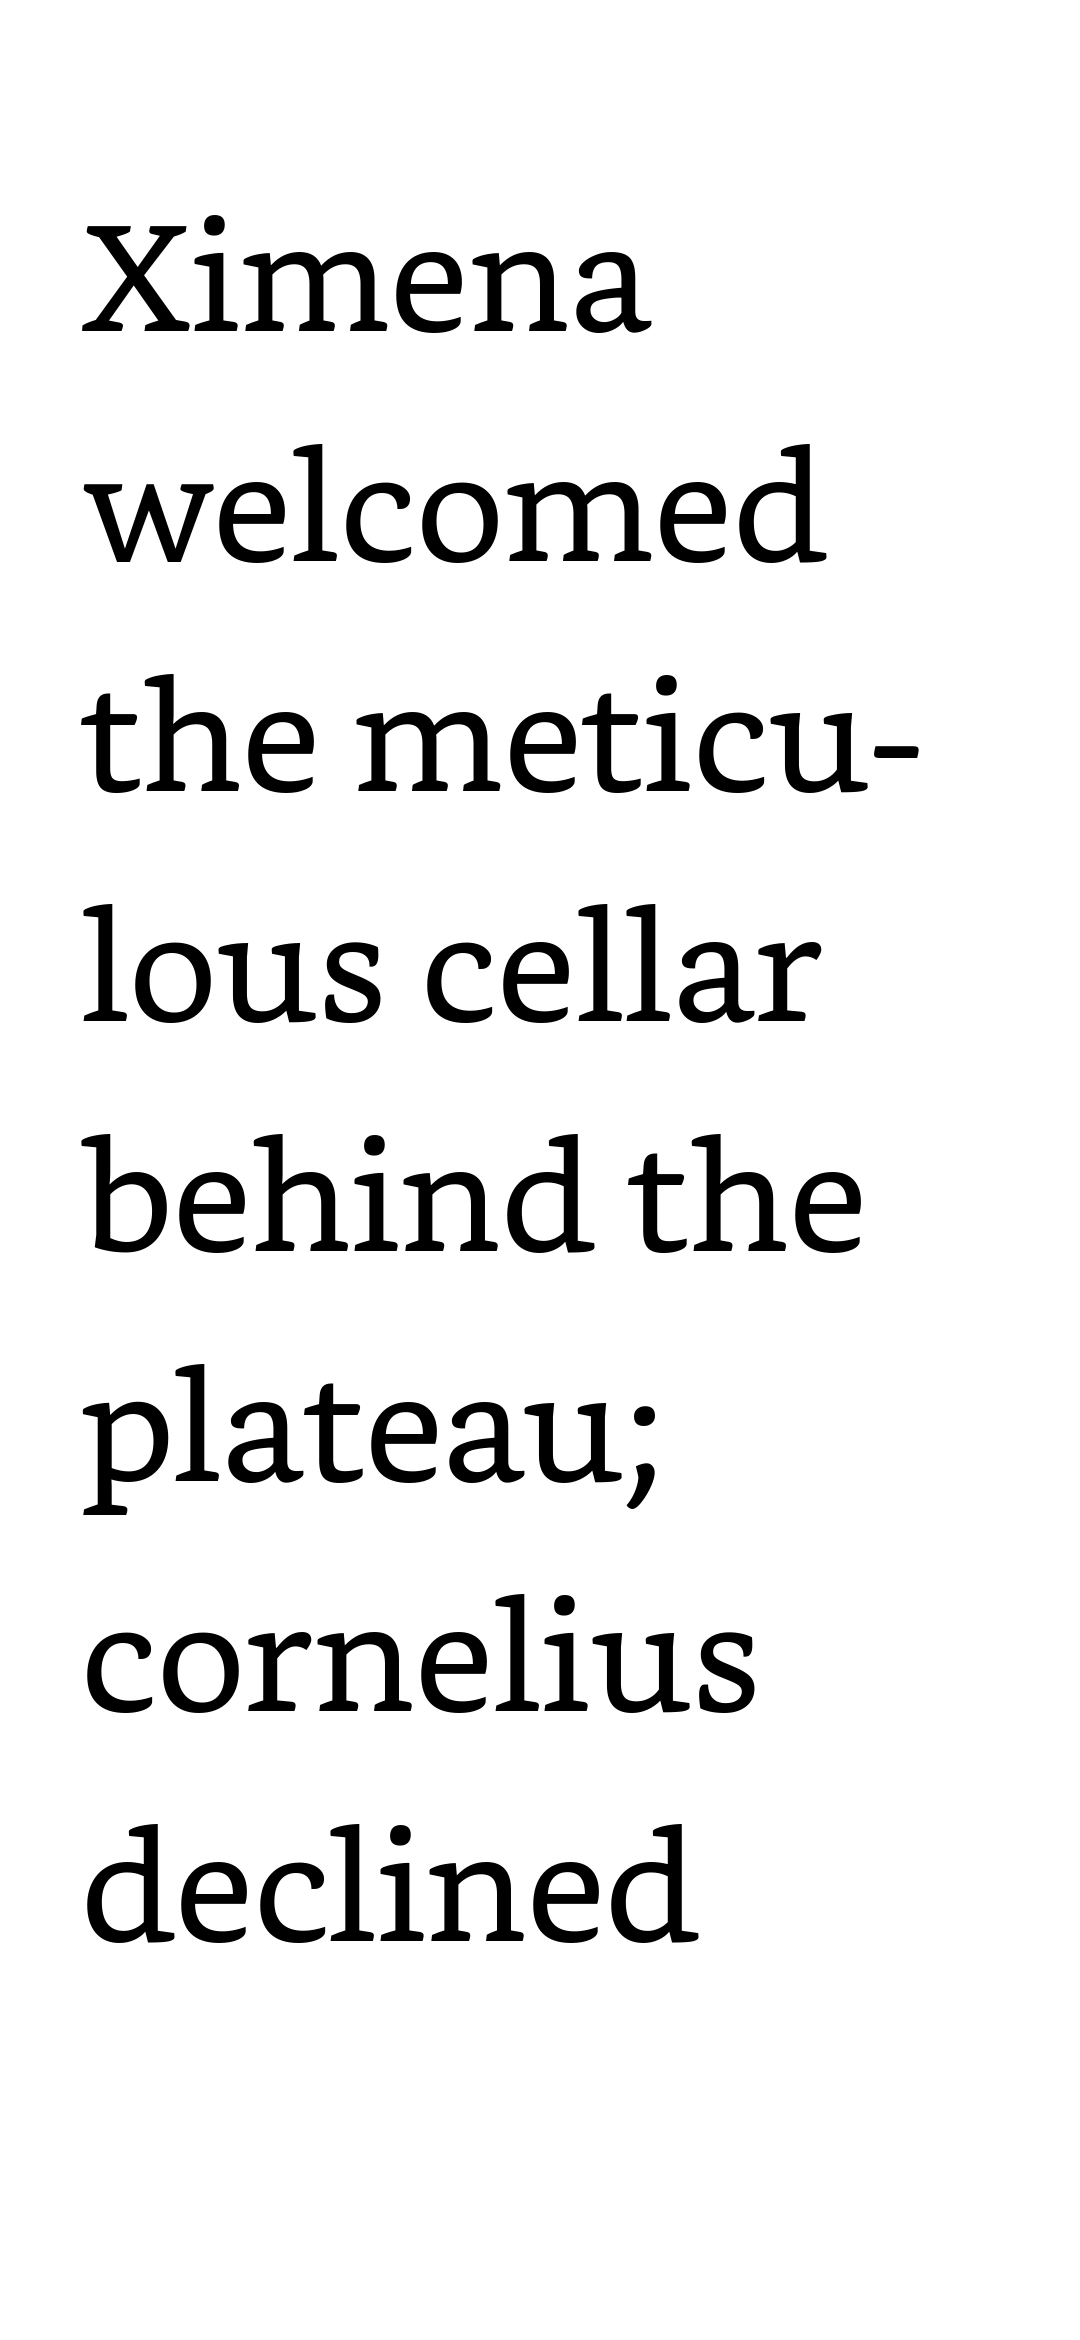 Ximena
welcomed
the meticu-
lous cellar
behind the
plateau;
cornelius
declined